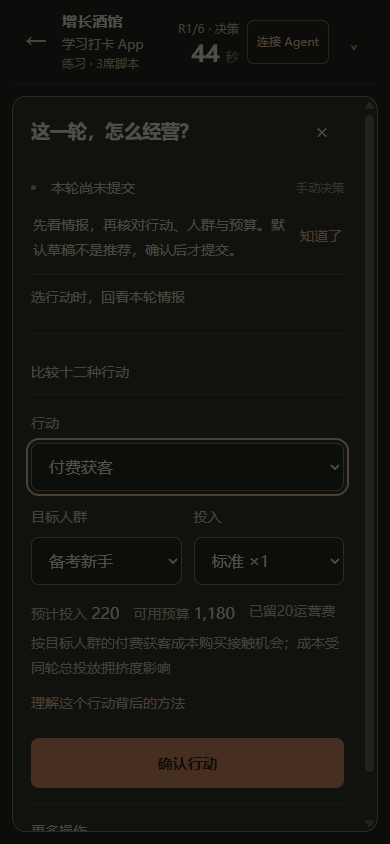 ←
增长酒馆
学习打卡 App
练习 · 3席脚本
R1/6 · 决策
44 秒
连接 Agent
这一轮，怎么经营？
×
本轮尚未提交
手动决策
先看情报，再核对行动、人群与预算。默
认草稿不是推荐，确认后才提交。
知道了
选行动时，回看本轮情报
比较十二种行动
行动
付费获客
目标人群
投入
备考新手
标准 ×1
预计投入 220
可用预算 1,180
已留20运营费
按目标人群的付费获客成本购买接触机会；成本受
同轮总投放拥挤度影响
理解这个行动背后的方法
确认行动
更多操作